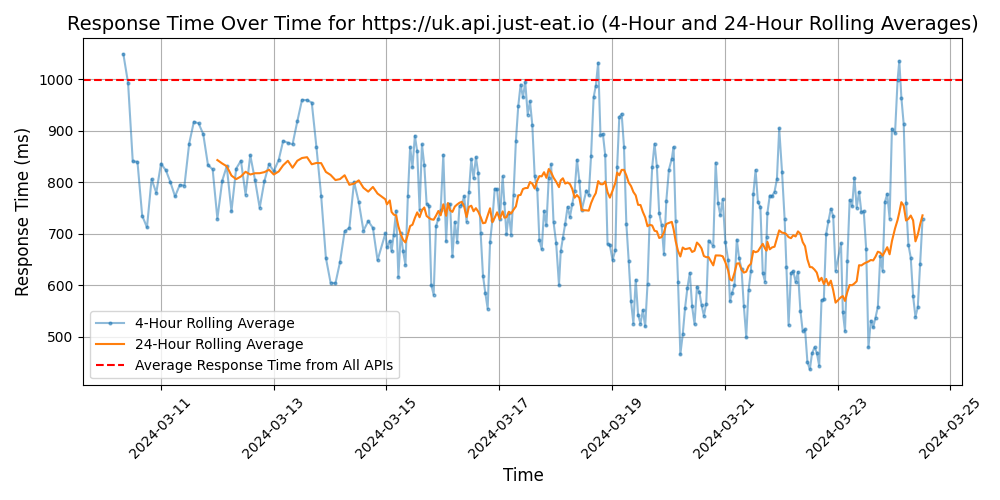 Response Time Over Time for https://uk.api.just-eat.io (4-Hour and 24-Hour Rolling Averages)
Response Time (ms)
1000
900
800
700
600
500
4-Hour Rolling Average
24-Hour Rolling Average
Average Response Time from All APIs
2024-03-11
2024-03-13
2024-03-15
2024-03-17
2024-03-19
2024-03-21
2024-03-23
2024-03-25
Time